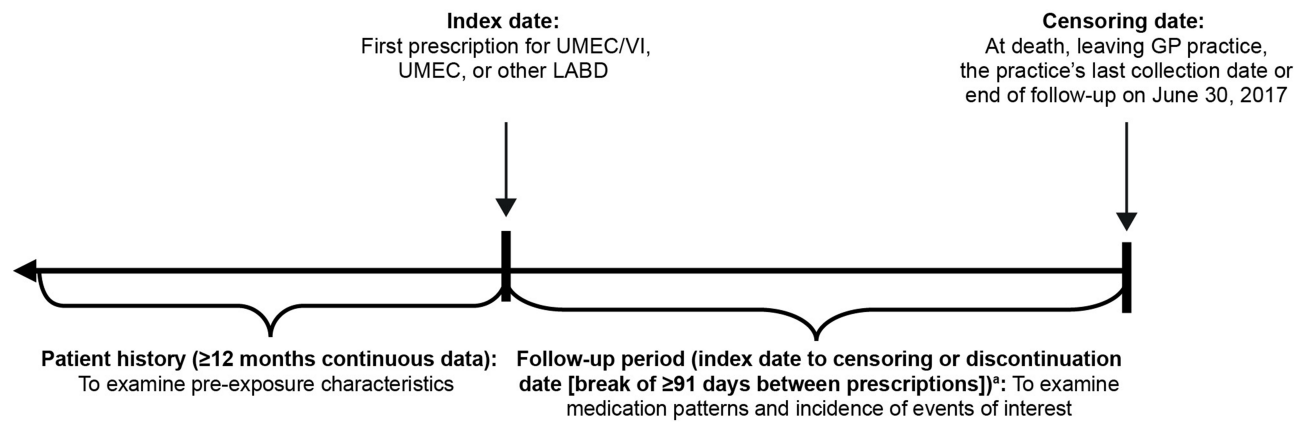 Index date:
First prescription for UMEC/VI,
UMEC, or other LABD
Censoring date:
At death, leaving GP practice,
the practice's last collection date or
end of follow-up on June 30, 2017
Patient history (≥12 months continuous data):
To examine pre-exposure characteristics
Follow-up period (index date to censoring or discontinuation
date [break of ≥91 days between prescriptions])ᵃ: To examine
medication patterns and incidence of events of interest